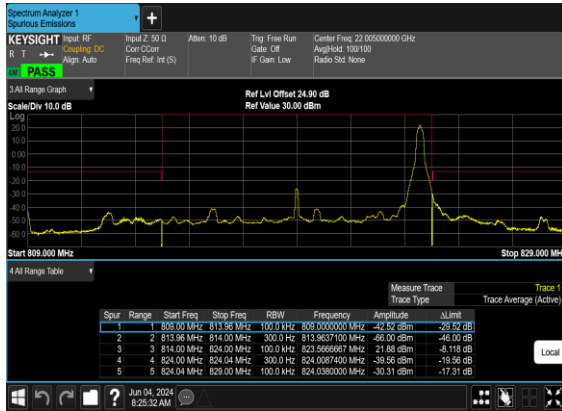 Spectrum Analyzer 1
Spurious Emissions
KEYSIGHT Input: RF Input Z: 50 Ω Atten: 10 dB Trig: Free Run Center Freq: 22.005000000 GHz
R T Coupling: DC Corr CCorr Gate: Off Avg|Hold: 100/100
Align: Auto Freq Ref: Int (S) IF Gain: Low Radio Std: None
PASS
3 All Range Graph
Ref Lvl Offset 24.90 dB
Scale/Div 10.0 dB Ref Value 30.00 dBm
Log
20.0
10.0
0.00
-10.0
-20.0
-30.0
-40.0
-50.0
-60.0
Start 809.000 MHz Stop 829.000 MH
4 All Range Table
Measure Trace Trace 1
Trace Type Trace Average (Active)
Spur Range Start Freq Stop Freq RBW Frequency Amplitude ΔLimit
1 1 809.00 MHz 813.96 MHz 100.0 kHz 809.0000000 MHz -42.52 dBm -29.52 dB
2 2 813.96 MHz 814.00 MHz 300.0 Hz 813.9637100 MHz -66.00 dBm -46.00 dB
3 3 814.00 MHz 824.00 MHz 100.0 kHz 823.5666667 MHz 21.88 dBm -8.118 dB
4 4 824.00 MHz 824.04 MHz 300.0 Hz 824.0087400 MHz -39.56 dBm -19.56 dB
5 5 824.04 MHz 829.00 MHz 100.0 kHz 824.0380000 MHz -30.31 dBm -17.31 dB
Local
?
Jun 04, 2024
8:25:32 AM